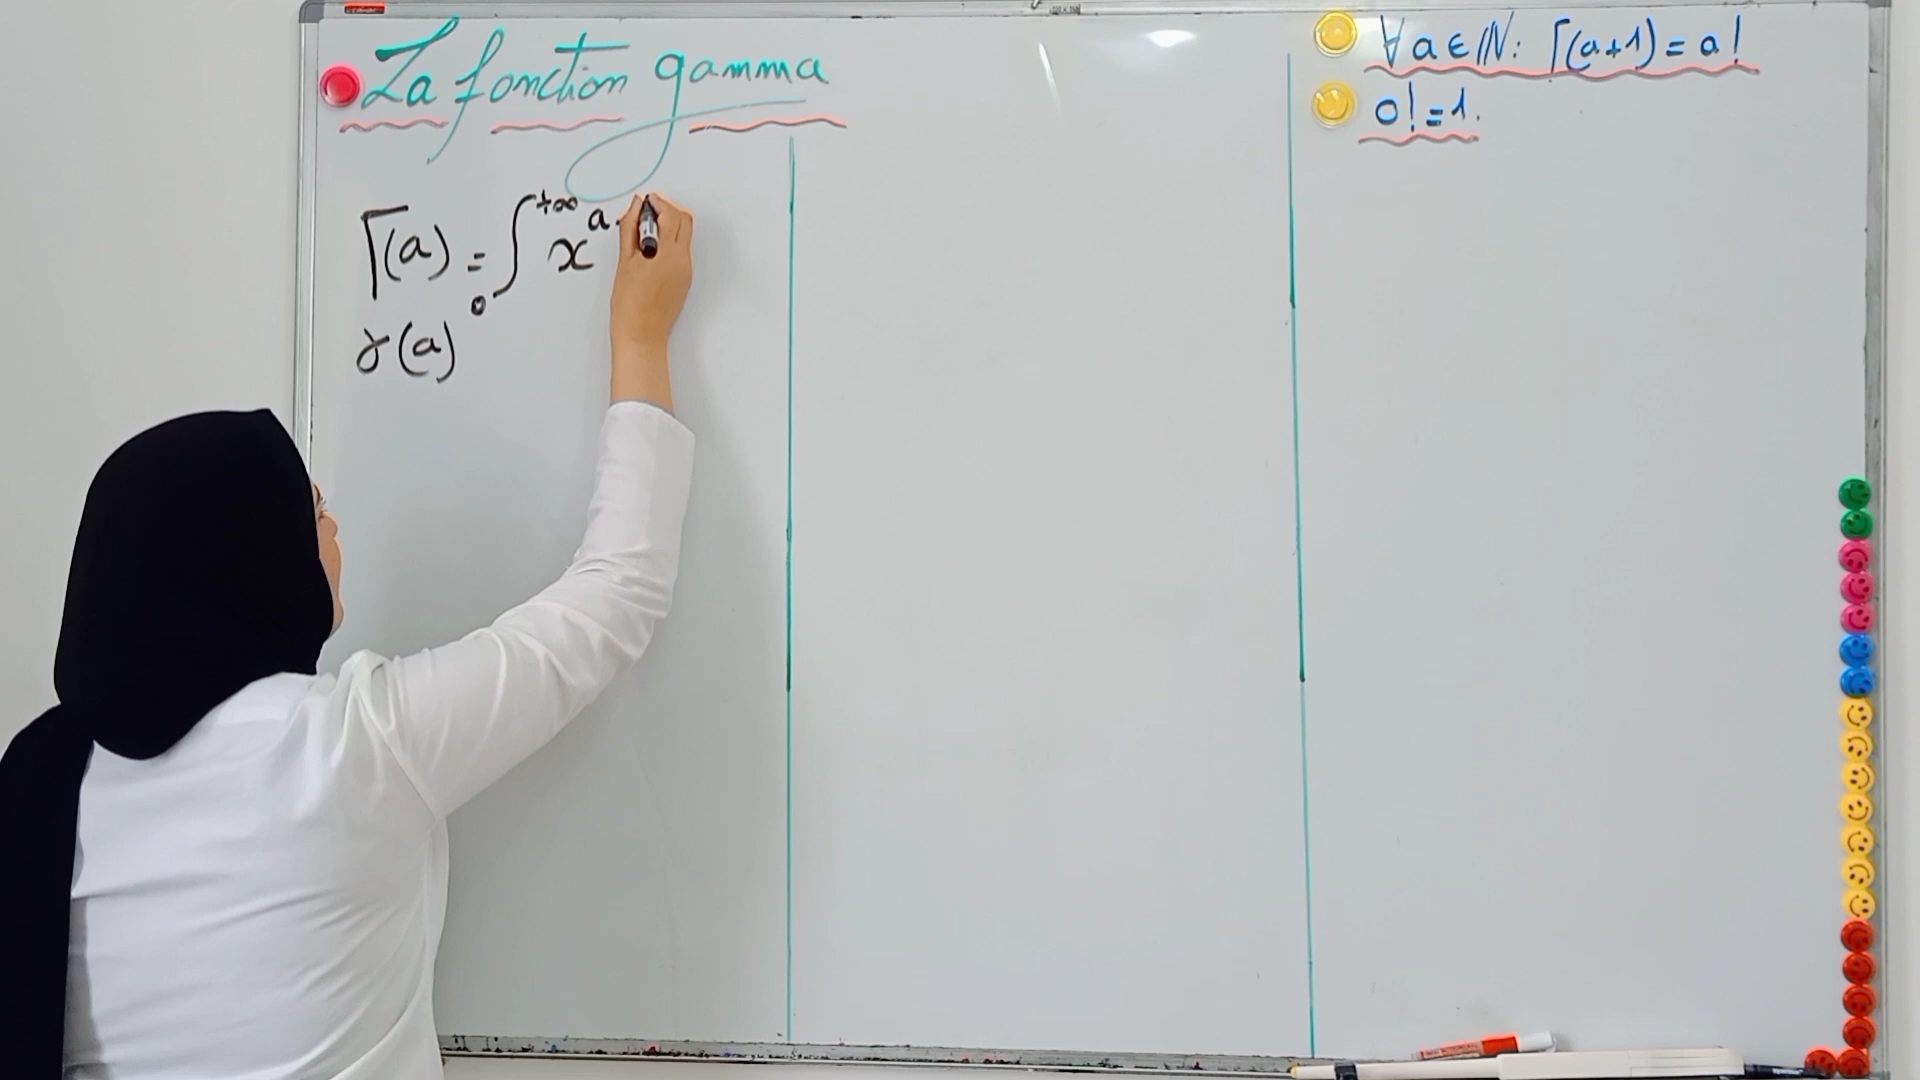 La fonction gamma
Γ(a) = ∫₀^{+∞} x^{a-
γ(a)
∀ a ∈ ℕ : Γ(a+1) = a!
0! = 1.